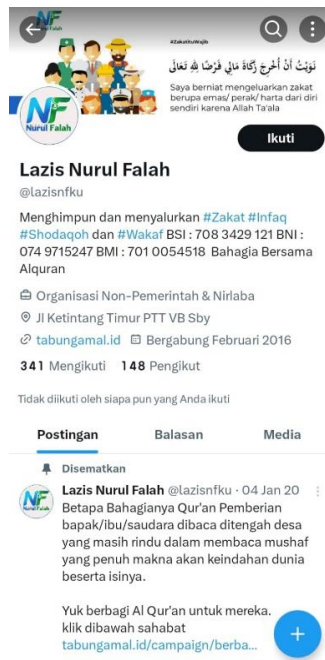 Nurul Falah
#ZakatItuWajib
نَوَيْتُ أَنْ أُخْرِجَ زَكَاةَ مَالِي فَرْضًا لِلَّهِ تَعَالَى
Saya berniat mengeluarkan zakat
berupa emas/ perak/ harta dari diri
sendiri karena Allah Ta'ala
NF
Nurul Falah
Ikuti
Lazis Nurul Falah
@lazisnfku
Menghimpun dan menyalurkan #Zakat #Infaq
#Shodaqoh dan #Wakaf BSI : 708 3429 121 BNI :
074 9715247 BMI : 701 0054518 Bahagia Bersama
Alquran
Organisasi Non-Pemerintah & Nirlaba
Jl Ketintang Timur PTT VB Sby
tabungamal.id Bergabung Februari 2016
341 Mengikuti 148 Pengikut
Tidak diikuti oleh siapa pun yang Anda ikuti
Postingan Balasan Media
Disematkan
Lazis Nurul Falah @lazisnfku · 04 Jan 20
Betapa Bahagianya Qur'an Pemberian
bapak/ibu/saudara dibaca ditengah desa
yang masih rindu dalam membaca mushaf
yang penuh makna akan keindahan dunia
beserta isinya.
Yuk berbagi Al Qur'an untuk mereka.
klik dibawah sahabat
tabungamal.id/campaign/berba...